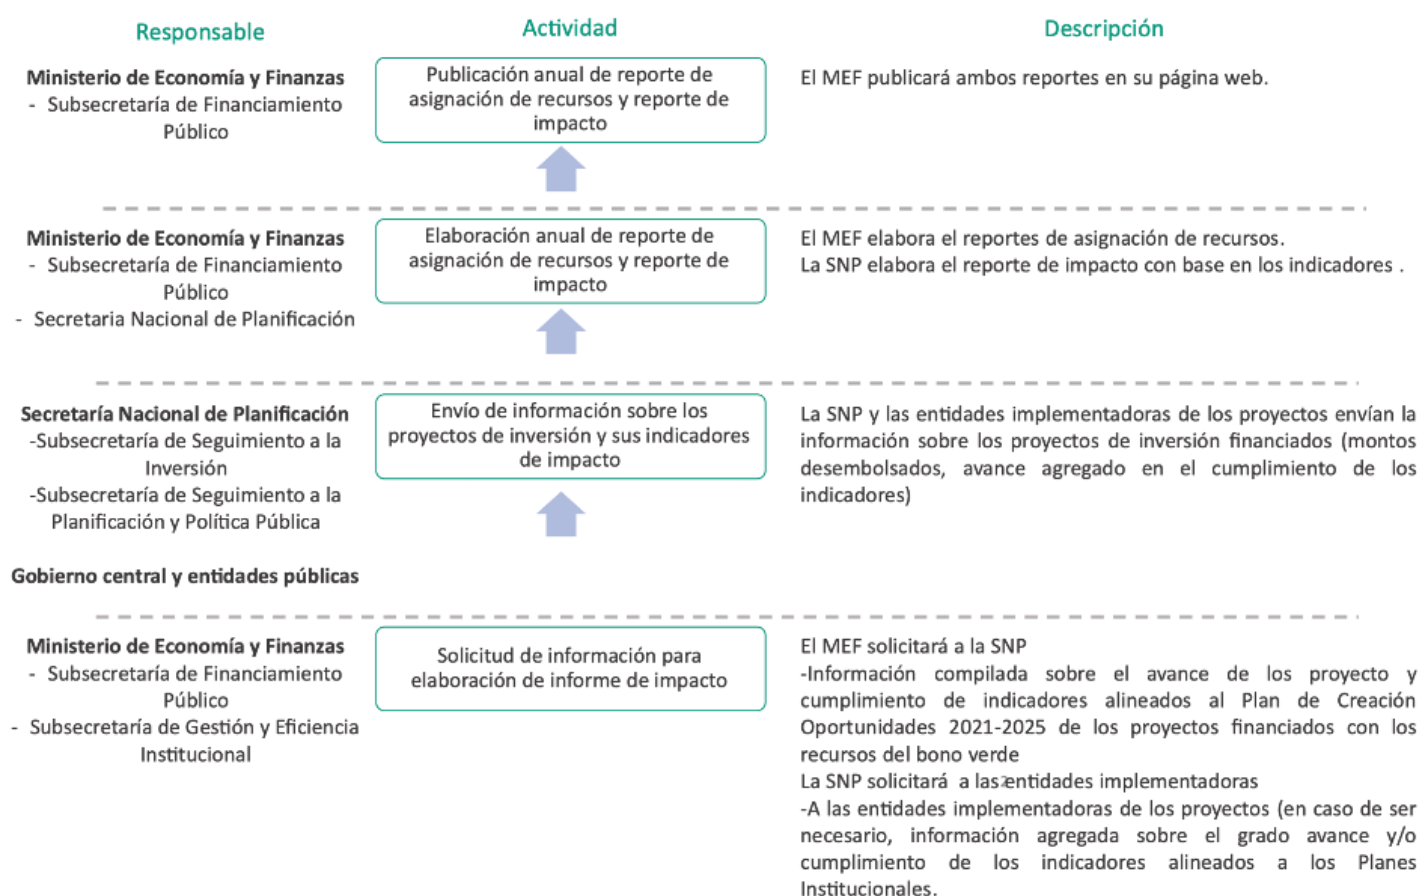 Responsable
Actividad
Descripción
Ministerio de Economía y Finanzas
- Subsecretaría de Financiamiento
Público
Publicación anual de reporte de
asignación de recursos y reporte de
impacto
El MEF publicará ambos reportes en su página web.
Ministerio de Economía y Finanzas
- Subsecretaría de Financiamiento
Público
- Secretaria Nacional de Planificación
Elaboración anual de reporte de
asignación de recursos y reporte de
impacto
El MEF elabora el reportes de asignación de recursos.
La SNP elabora el reporte de impacto con base en los indicadores .
Secretaría Nacional de Planificación
-Subsecretaría de Seguimiento a la
Inversión
-Subsecretaría de Seguimiento a la
Planificación y Política Pública
Gobierno central y entidades públicas
Envío de información sobre los
proyectos de inversión y sus indicadores
de impacto
La SNP y las entidades implementadoras de los proyectos envían la
información sobre los proyectos de inversión financiados (montos
desembolsados, avance agregado en el cumplimiento de los
indicadores)
Ministerio de Economía y Finanzas
- Subsecretaría de Financiamiento
Público
- Subsecretaría de Gestión y Eficiencia
Institucional
Solicitud de información para
elaboración de informe de impacto
El MEF solicitará a la SNP
-Información compilada sobre el avance de los proyecto y
cumplimiento de indicadores alineados al Plan de Creación
Oportunidades 2021-2025 de los proyectos financiados con los
recursos del bono verde
La SNP solicitará a las entidades implementadoras
2
-A las entidades implementadoras de los proyectos (en caso de ser
necesario, información agregada sobre el grado avance y/o
cumplimiento de los indicadores alineados a los Planes
Institucionales.